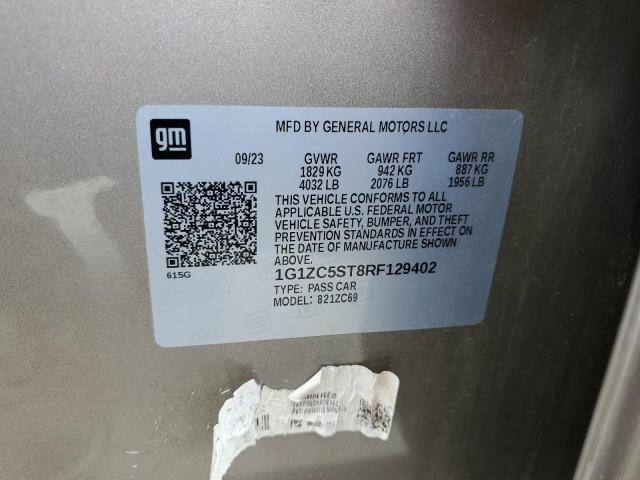 gm
MFD BY GENERAL MOTORS LLC
09/23 GVWR GAWR FRT GAWR RR
1829 KG 942 KG 887 KG
4032 LB 2076 LB 1956 LB
THIS VEHICLE CONFORMS TO ALL
APPLICABLE U.S. FEDERAL MOTOR
VEHICLE SAFETY, BUMPER, AND THEFT
PREVENTION STANDARDS IN EFFECT ON
THE DATE OF MANUFACTURE SHOWN
ABOVE.
615G
1G1ZC5ST8RF129402
TYPE: PASS CAR
MODEL: 821ZC69